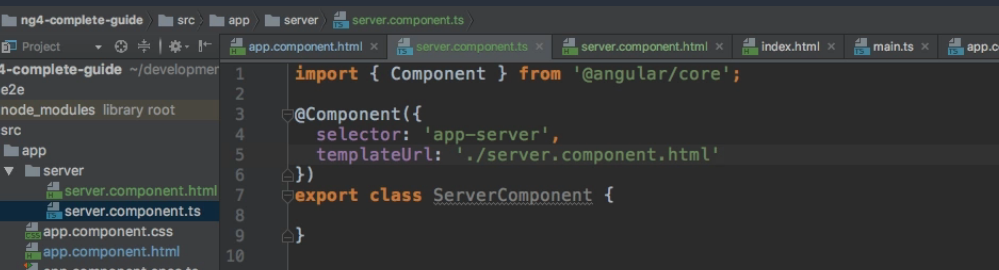 ng4-complete-guide src app server server.component.ts
Project
app.component.html server.component.ts server.component.html index.html main.ts app.co
4-complete-guide ~/developmen
e2e
node_modules library root
src
app
server
server.component.html
server.component.ts
app.component.css
app.component.html
1 import { Component } from '@angular/core';
2
3 @Component({
4 selector: 'app-server',
5 templateUrl: './server.component.html'
6 })
7 export class ServerComponent {
8
9 }
10